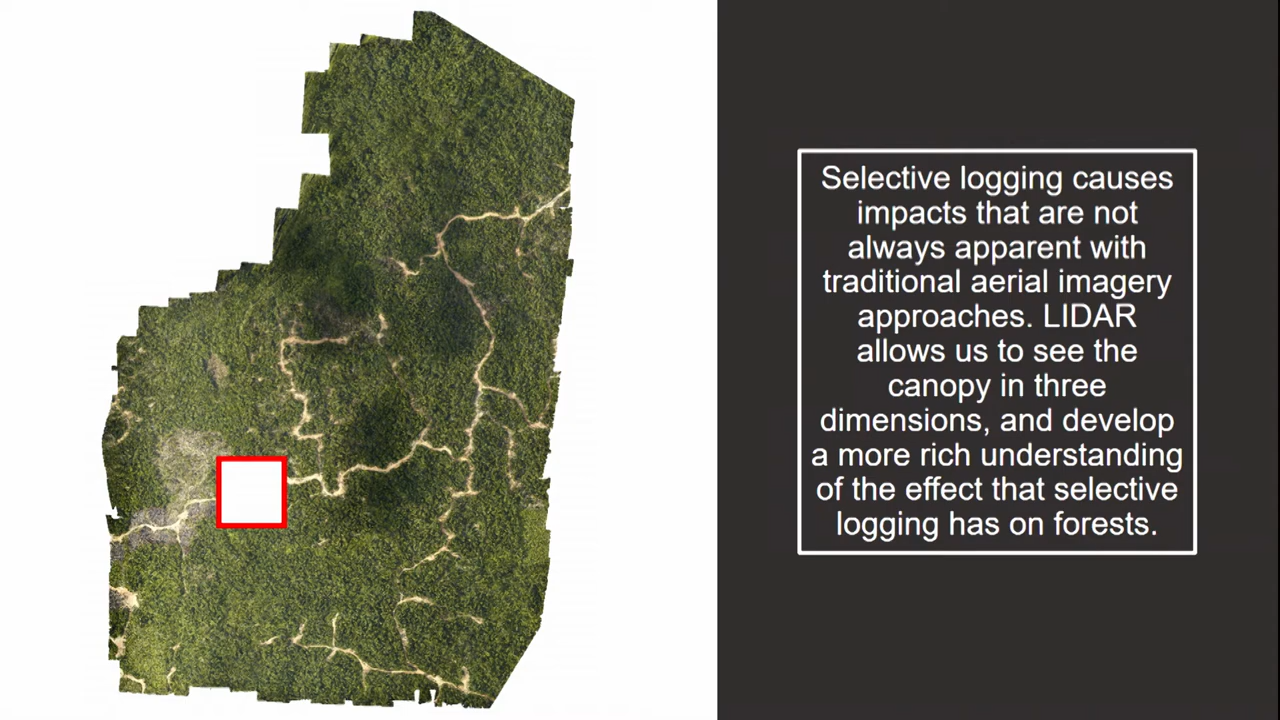 Selective logging causes
impacts that are not
always apparent with
traditional aerial imagery
approaches. LIDAR
allows us to see the
canopy in three
dimensions, and develop
a more rich understanding
of the effect that selective
logging has on forests.